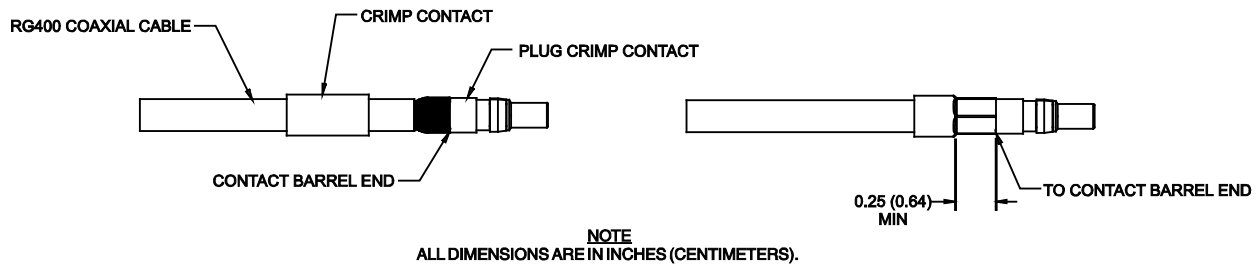 RG400 COAXIAL CABLE
CRIMP CONTACT
PLUG CRIMP CONTACT
CONTACT BARREL END
0.25 (0.64)
MIN
TO CONTACT BARREL END
NOTE
ALL DIMENSIONS ARE IN INCHES (CENTIMETERS).